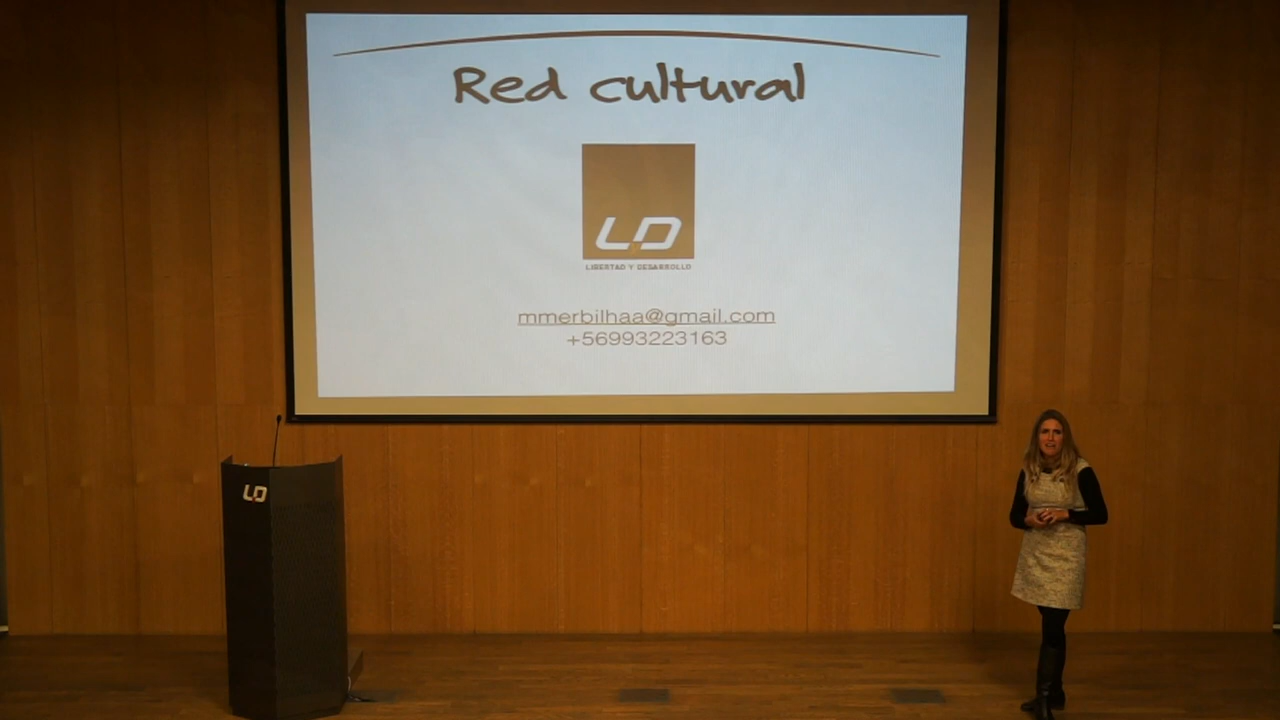 Red cultural
LD
LIBERTAD Y DESARROLLO
mmerbilhaa@gmail.com
+56993223163
LD